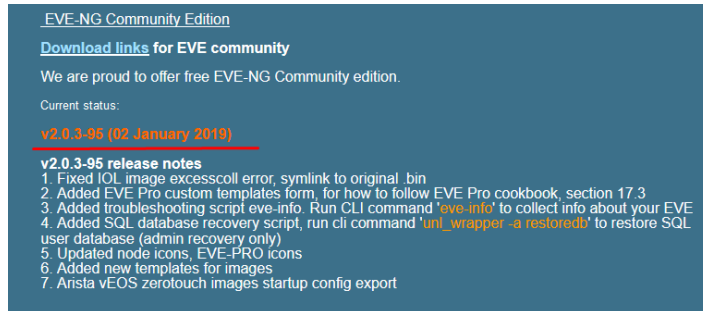 EVE-NG Community Edition
Download links for EVE community
We are proud to offer free EVE-NG Community edition.
Current status:
v2.0.3-95 (02 January 2019)
v2.0.3-95 release notes
1. Fixed IOL image excesscoll error, symlink to original .bin
2. Added EVE Pro custom templates form, for how to follow EVE Pro cookbook, section 17.3
3. Added troubleshooting script eve-info. Run CLI command 'eve-info' to collect info about your EVE
4. Added SQL database recovery script, run cli command 'unl_wrapper -a restoredb' to restore SQL
user database (admin recovery only)
5. Updated node icons, EVE-PRO icons
6. Added new templates for images
7. Arista vEOS zerotouch images startup config export